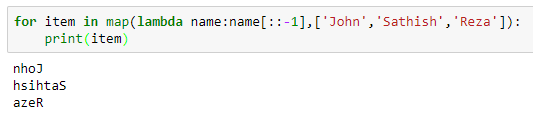 for item in map(lambda name:name[::-1],['John','Sathish','Reza']):
    print(item)
nhoJ
hsihtaS
azeR